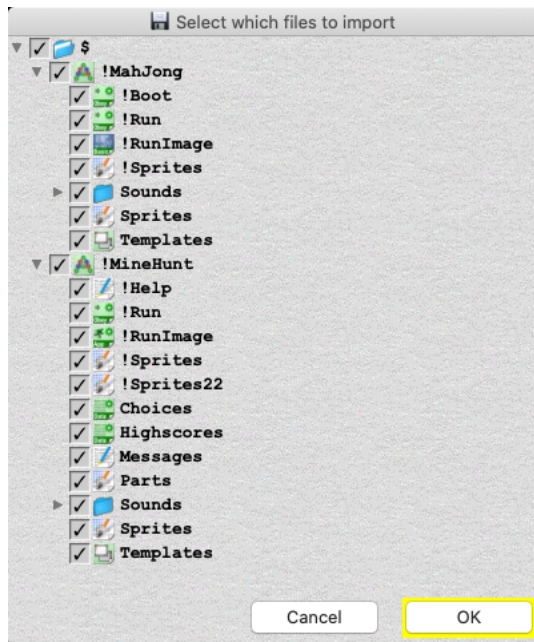 Select which files to import
$
!MahJong
!Boot
!Run
!RunImage
!Sprites
Sounds
Sprites
Templates
!MineHunt
!Help
!Run
!RunImage
!Sprites
!Sprites22
Choices
Highscores
Messages
Parts
Sounds
Sprites
Templates
Cancel OK